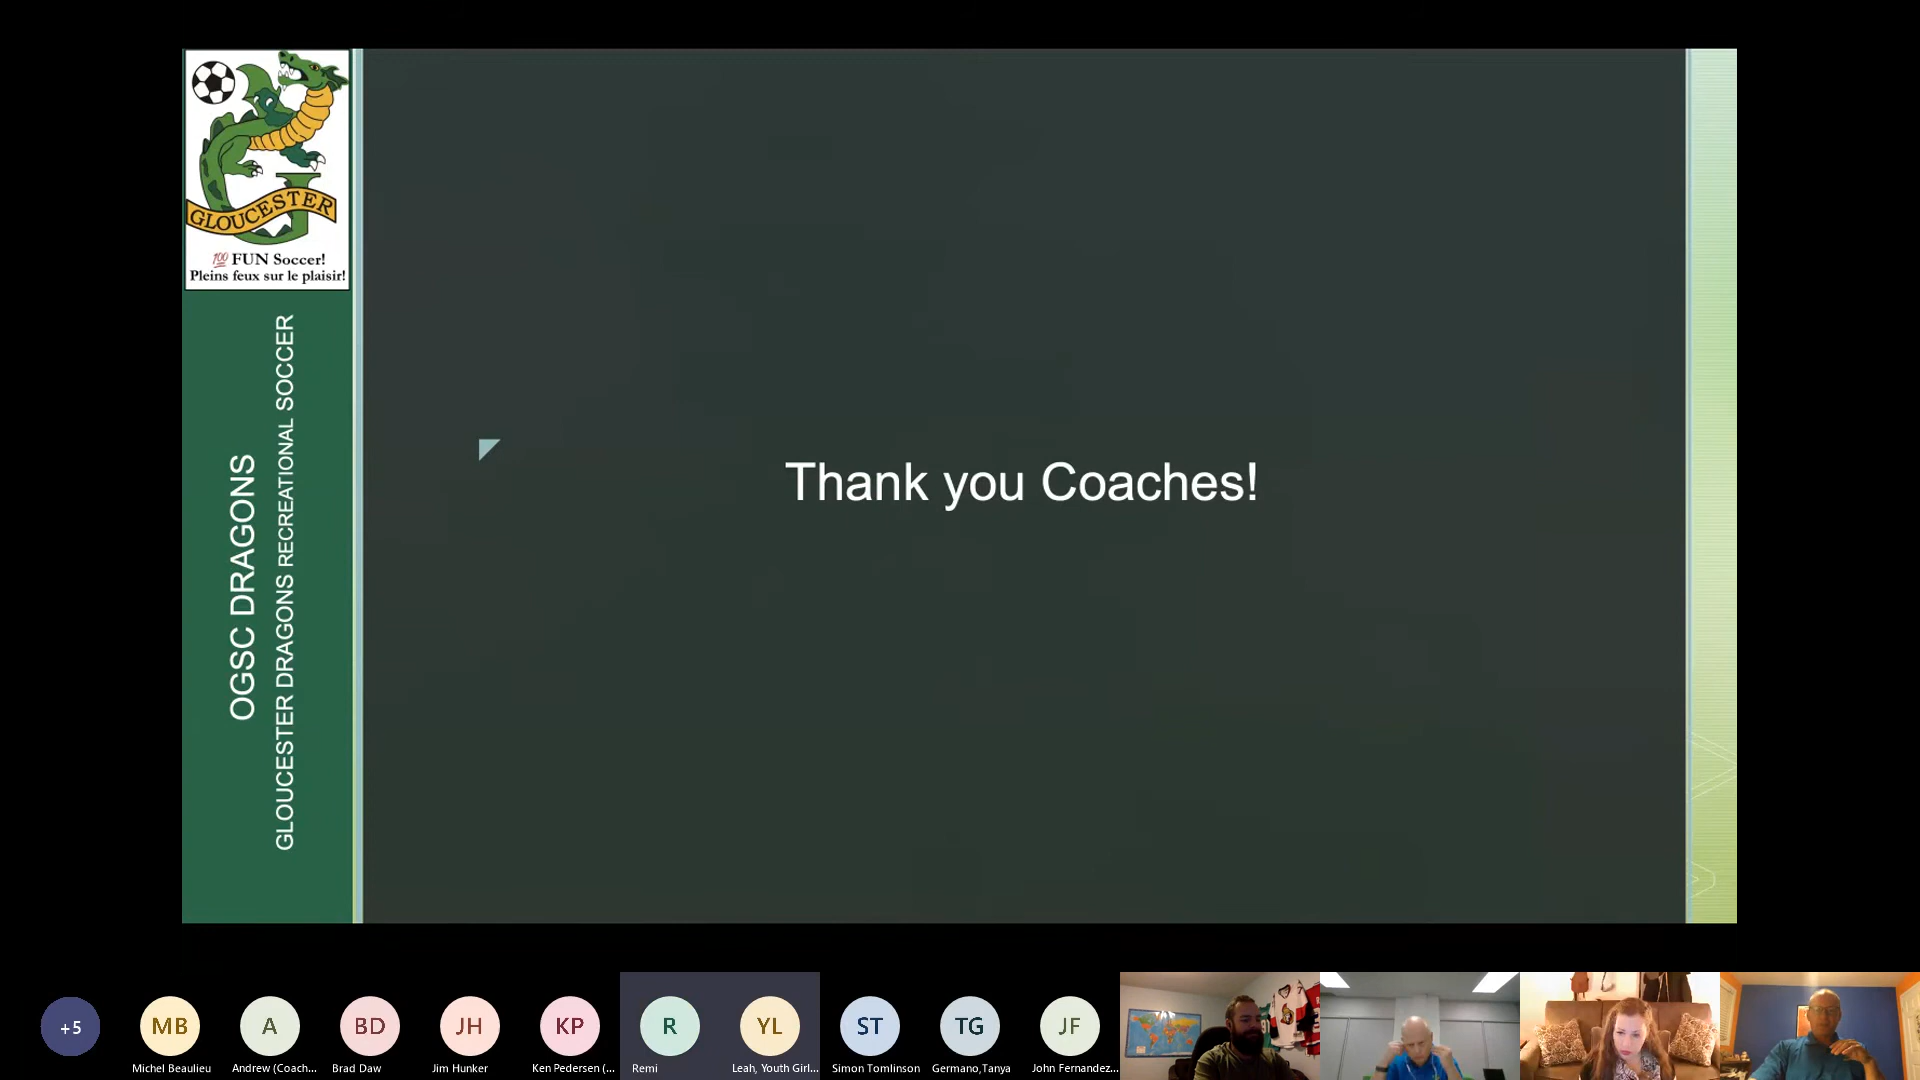 GLOUCESTER
💯 FUN Soccer!
Pleins feux sur le plaisir!
OGSC DRAGONS
GLOUCESTER DRAGONS RECREATIONAL SOCCER
Thank you Coaches!
+5
MB
A
BD
JH
KP
R
YL
ST
TG
JF
Michel Beaulieu
Andrew (Coach...
Brad Daw
Jim Hunker
Ken Pedersen (...
Remi
Leah, Youth Girl...
Simon Tomlinson
Germano,Tanya
John Fernandez...